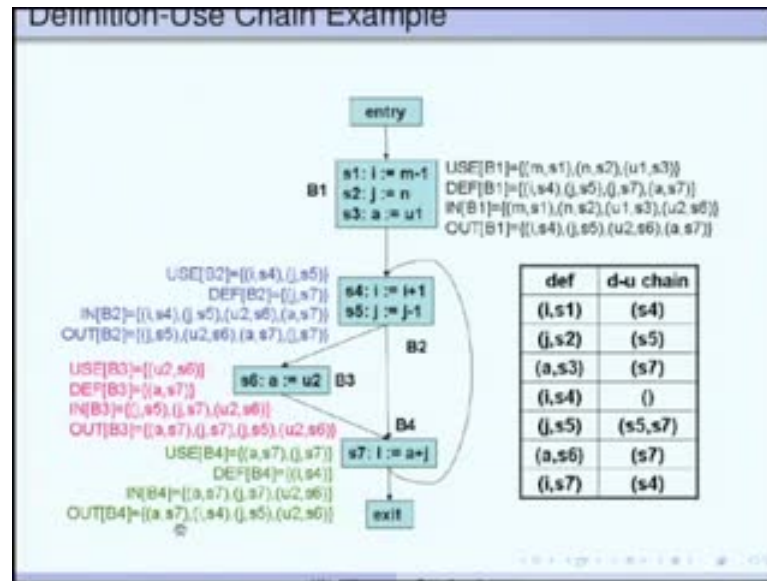 Definition-Use Chain Example
entry
B1
s1: i := m-1
s2: j := n
s3: a := u1
USE[B1]={(m,s1),(n,s2),(u1,s3)}
DEF[B1]={(i,s4),(j,s5),(j,s7),(a,s7)}
IN[B1]={(m,s1),(n,s2),(u1,s3),(u2,s6)}
OUT[B1]={(i,s4),(j,s5),(u2,s6),(a,s7)}
USE[B2]={(i,s4),(j,s5)}
DEF[B2]={(j,s7)}
IN[B2]={(i,s4),(j,s5),(u2,s6),(a,s7)}
OUT[B2]={(j,s5),(u2,s6),(a,s7),(j,s7)}
s4: i := i+1
s5: j := j-1
B2
USE[B3]={(u2,s6)}
DEF[B3]={(a,s7)}
IN[B3]={(j,s5),(j,s7),(u2,s6)}
OUT[B3]={(a,s7),(j,s7),(j,s5),(u2,s6)}
s6: a := u2
B3
B4
USE[B4]={(a,s7),(j,s7)}
DEF[B4]={(i,s4)}
IN[B4]={(a,s7),(j,s7),(u2,s6)}
OUT[B4]={(a,s7),(i,s4),(j,s5),(u2,s6)}
s7: i := a+j
exit
def d-u chain
(i,s1) (s4)
(j,s2) (s5)
(a,s3) (s7)
(i,s4) ()
(j,s5) (s5,s7)
(a,s6) (s7)
(i,s7) (s4)